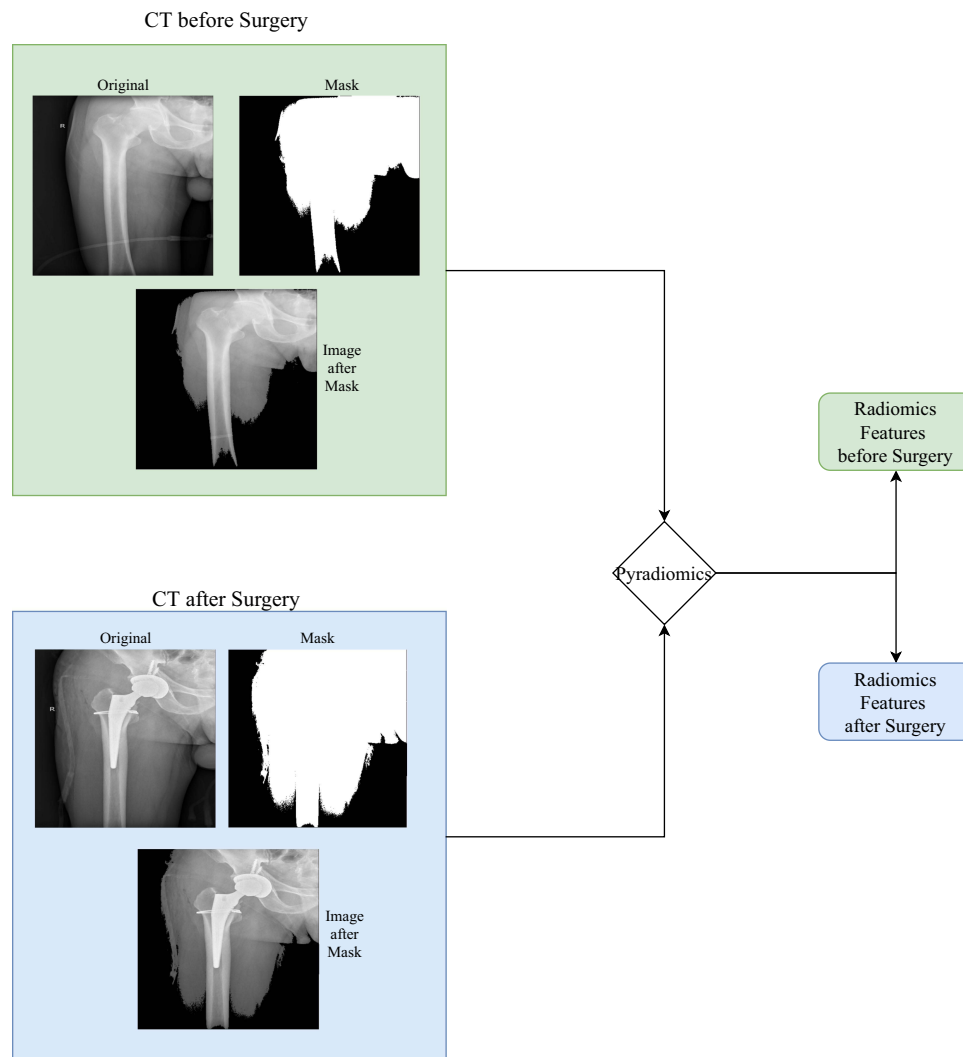 CT before Surgery
Original
Mask
R
Image
after
Mask
Radiomics
Features
before Surgery
Pyradiomics
CT after Surgery
Original
Mask
R
Image
after
Mask
Radiomics
Features
after Surgery